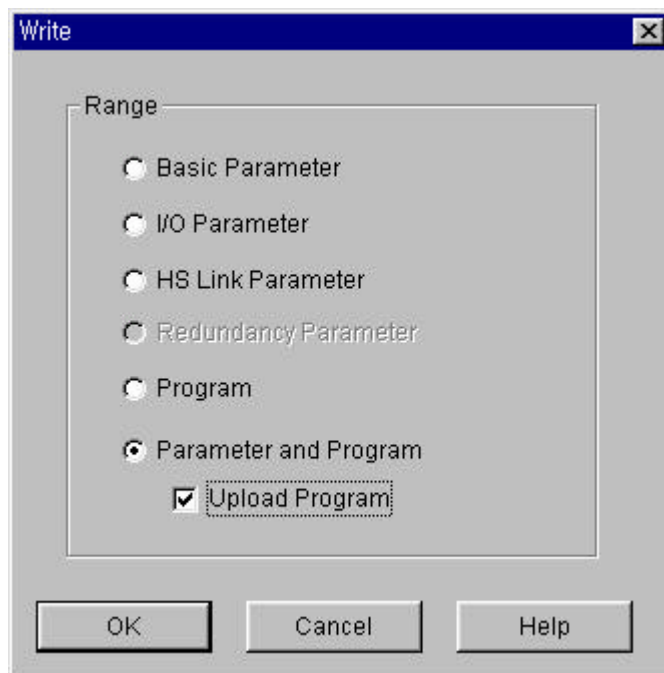 Write
Range
Basic Parameter
I/O Parameter
HS Link Parameter
Redundancy Parameter
Program
Parameter and Program
Upload Program
OK Cancel Help